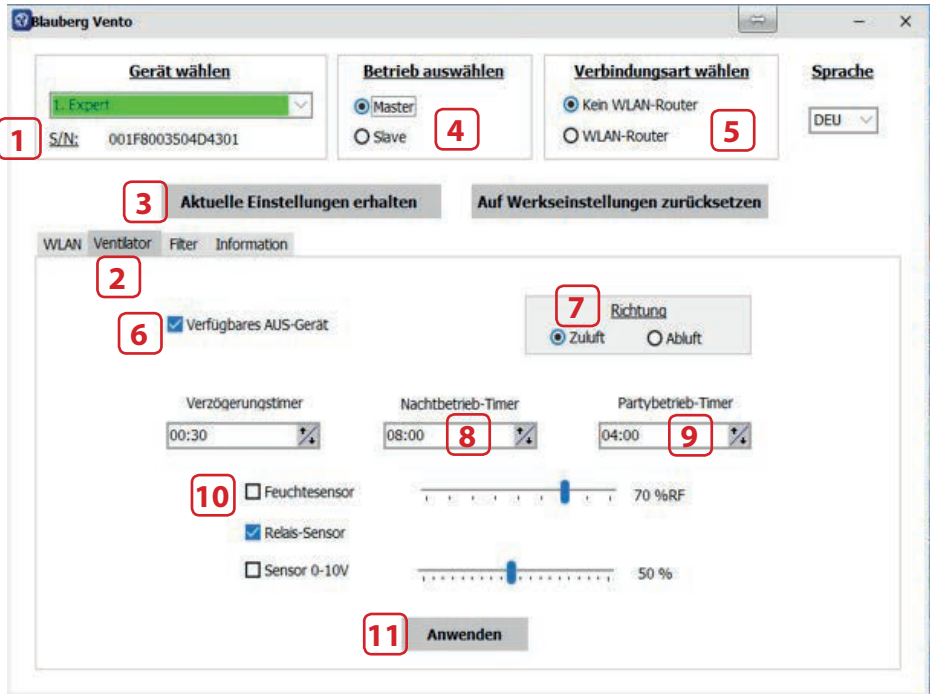 Blauberg Vento
Gerät wählen
Betrieb auswählen
Verbindungsart wählen
Sprache
1. Expert
Master
Kein WLAN-Router
DEU
1
S/N: 001F8003504D4301
Slave
4
WLAN-Router
5
3
Aktuelle Einstellungen erhalten
Auf Werkseinstellungen zurücksetzen
WLAN Ventilator Filter Information
2
7
Richtung
6
Verfügbares AUS-Gerät
Zuluft
Abluft
Verzögerungstimer
Nachtbetrieb-Timer
Partybetrieb-Timer
00:30
08:00
8
04:00
9
10
Feuchtesensor
70 %RF
Relais-Sensor
Sensor 0-10V
50 %
11
Anwenden